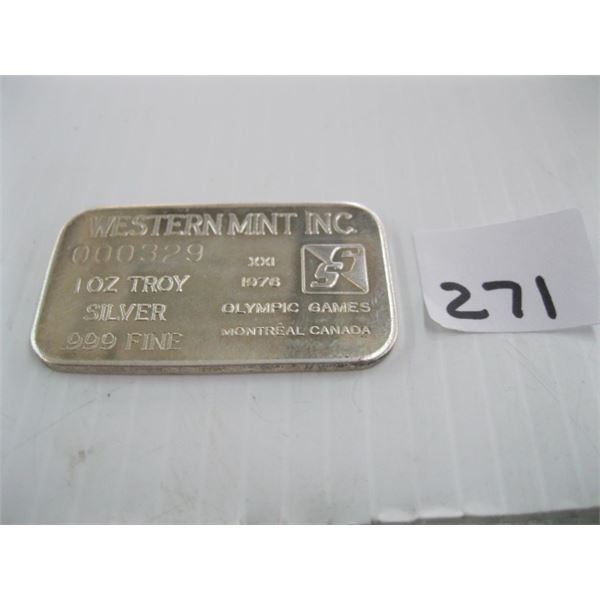 WESTERN MINT INC.
000329
1 OZ TROY
SILVER
999 FINE
XXI
1976
OLYMPIC GAMES
MONTRÉAL CANADA
271